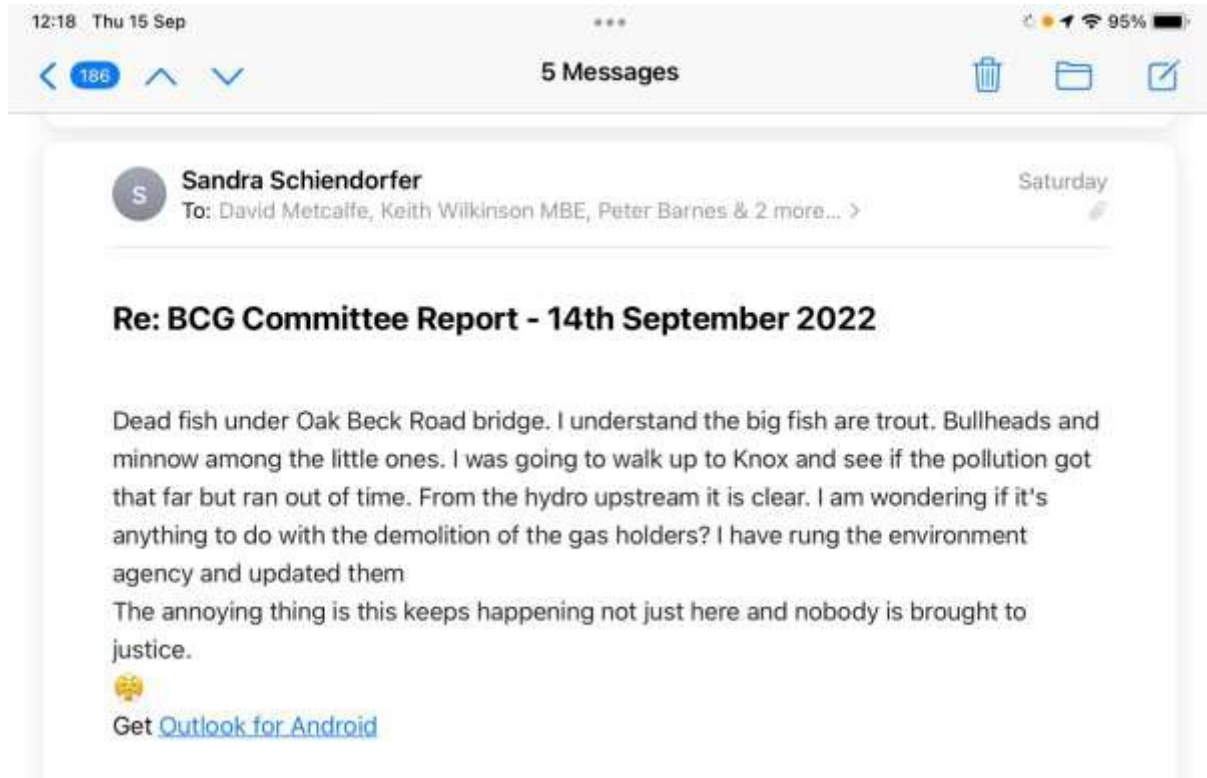 12:18 Thu 15 Sep
95%
186
5 Messages
S
Sandra Schiendorfer
Saturday
To: David Metcalfe, Keith Wilkinson MBE, Peter Barnes & 2 more... >
Re: BCG Committee Report - 14th September 2022
Dead fish under Oak Beck Road bridge. I understand the big fish are trout. Bullheads and
minnow among the little ones. I was going to walk up to Knox and see if the pollution got
that far but ran out of time. From the hydro upstream it is clear. I am wondering if it's
anything to do with the demolition of the gas holders? I have rung the environment
agency and updated them
The annoying thing is this keeps happening not just here and nobody is brought to
justice.
Get Outlook for Android